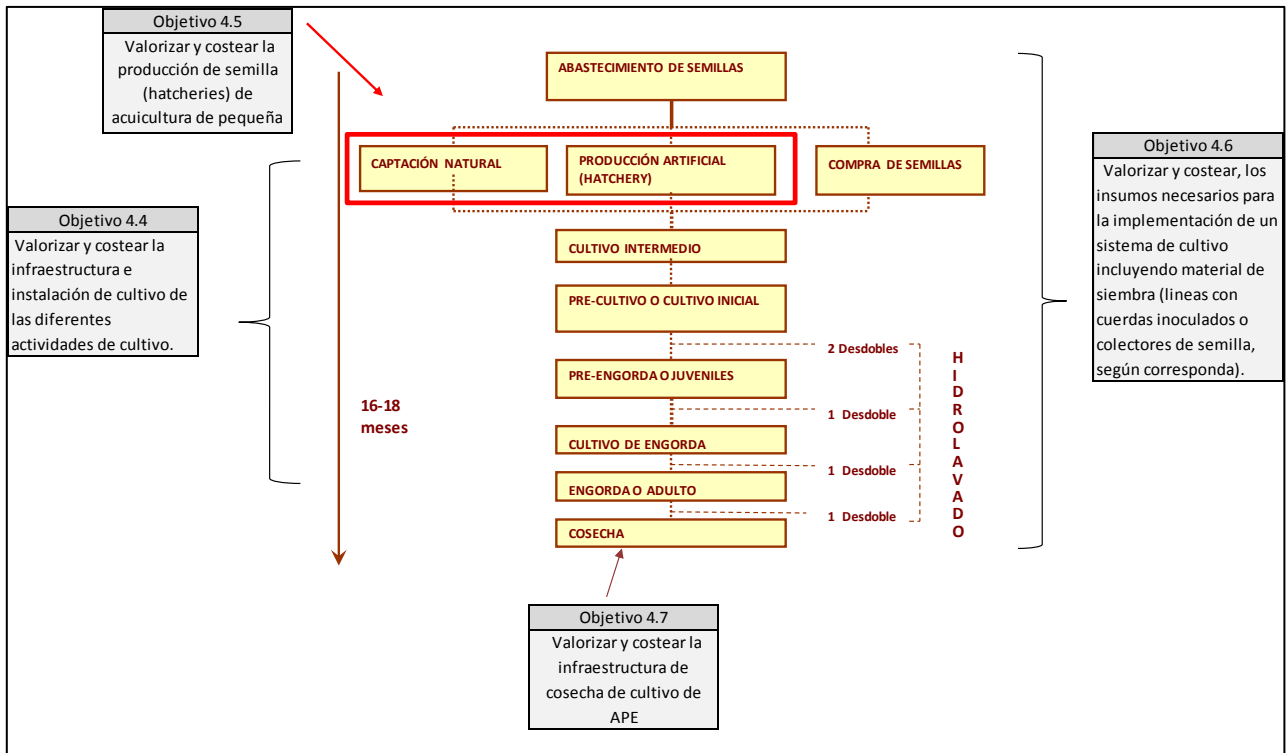 Objetivo 4.5
Valorizar y costear la
producción de semilla
(hatcheries) de
acuicultura de pequeña
ABASTECIMIENTO DE SEMILLAS
CAPTACIÓN NATURAL
PRODUCCIÓN ARTIFICIAL
(HATCHERY)
COMPRA DE SEMILLAS
Objetivo 4.6
Valorizar y costear, los
insumos necesarios para
la implementación de un
sistema de cultivo
incluyendo material de
siembra (lineas con
cuerdas inoculados o
colectores de semilla,
según corresponda).
Objetivo 4.4
Valorizar y costear la
infraestructura e
instalación de cultivo de
las diferentes
actividades de cultivo.
CULTIVO INTERMEDIO
PRE-CULTIVO O CULTIVO INICIAL
2 Desdobles
PRE-ENGORDA O JUVENILES
16-18
meses
1 Desdoble
CULTIVO DE ENGORDA
1 Desdoble
ENGORDA O ADULTO
1 Desdoble
COSECHA
H
I
D
R
O
L
A
V
A
D
O
Objetivo 4.7
Valorizar y costear la
infraestructura de
cosecha de cultivo de
APE